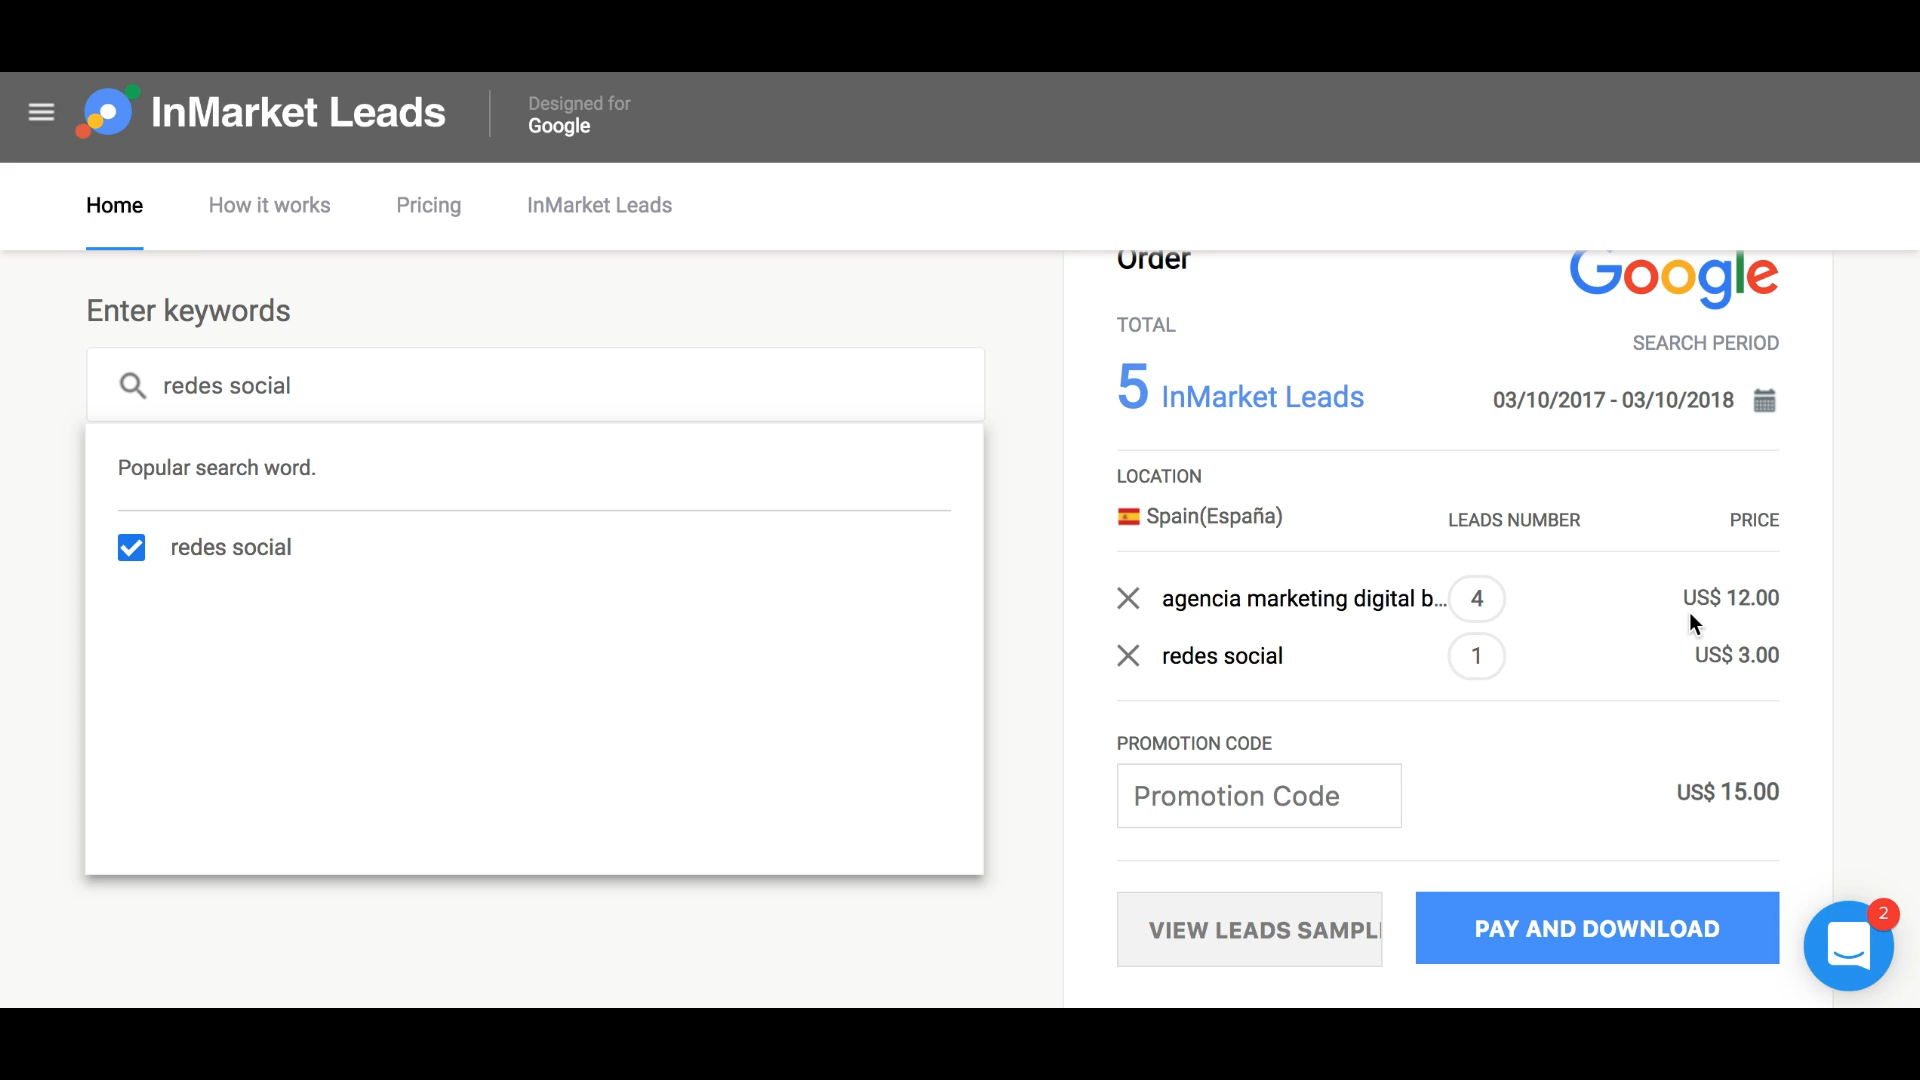 InMarket Leads
Designed for
Google
Home
How it works
Pricing
InMarket Leads
Enter keywords
redes social
Popular search word.
redes social
Order
Google
TOTAL
SEARCH PERIOD
5 InMarket Leads
03/10/2017 - 03/10/2018
LOCATION
Spain(España)
LEADS NUMBER
PRICE
agencia marketing digital b...
4
US$ 12.00
redes social
1
US$ 3.00
PROMOTION CODE
Promotion Code
US$ 15.00
VIEW LEADS SAMPL
PAY AND DOWNLOAD
2